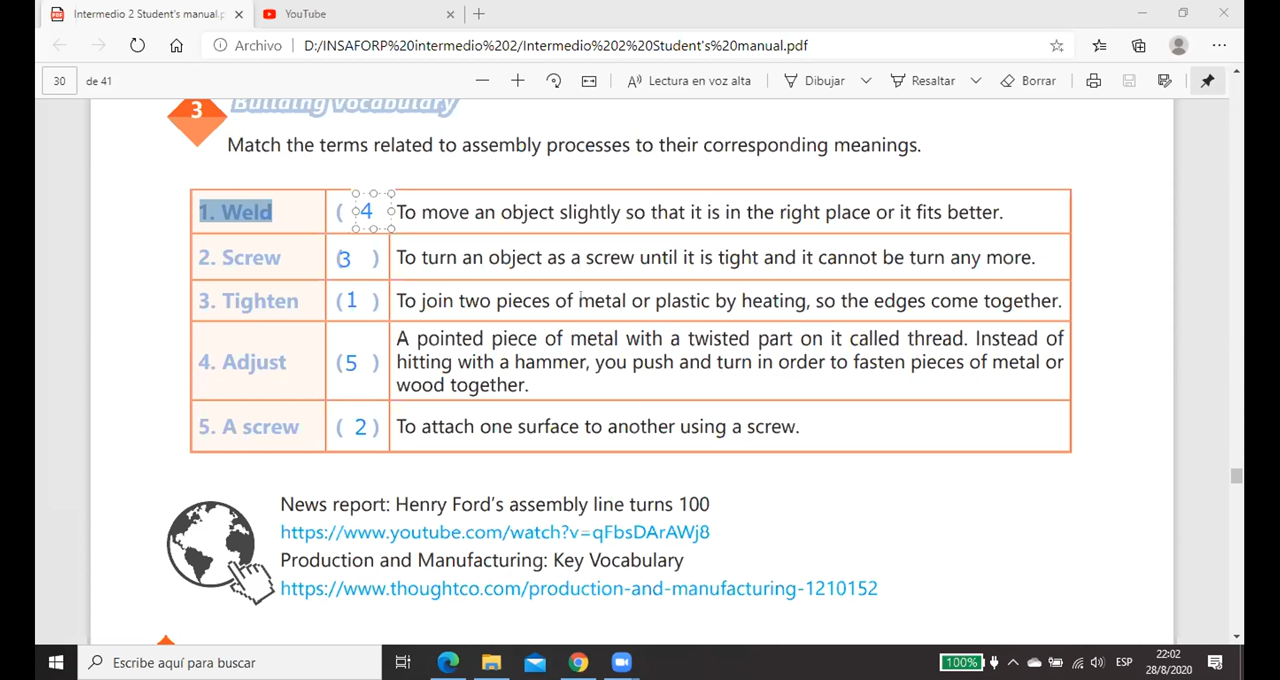 Intermedio 2 Student's manual.p
YouTube
Archivo D:/INSAFORP%20intermedio%202/Intermedio%202%20Student's%20manual.pdf
30 de 41 Lectura en voz alta Dibujar Resaltar Borrar
3 Building Vocabulary
Match the terms related to assembly processes to their corresponding meanings.
1. Weld ( 4 To move an object slightly so that it is in the right place or it fits better.
2. Screw (3 ) To turn an object as a screw until it is tight and it cannot be turn any more.
3. Tighten ( 1 ) To join two pieces of metal or plastic by heating, so the edges come together.
4. Adjust (5 ) A pointed piece of metal with a twisted part on it called thread. Instead of
hitting with a hammer, you push and turn in order to fasten pieces of metal or
wood together.
5. A screw ( 2 ) To attach one surface to another using a screw.
News report: Henry Ford's assembly line turns 100
https://www.youtube.com/watch?v=qFbsDArAWj8
Production and Manufacturing: Key Vocabulary
https://www.thoughtco.com/production-and-manufacturing-1210152
Escribe aquí para buscar
100% ESP 22:02
28/8/2020